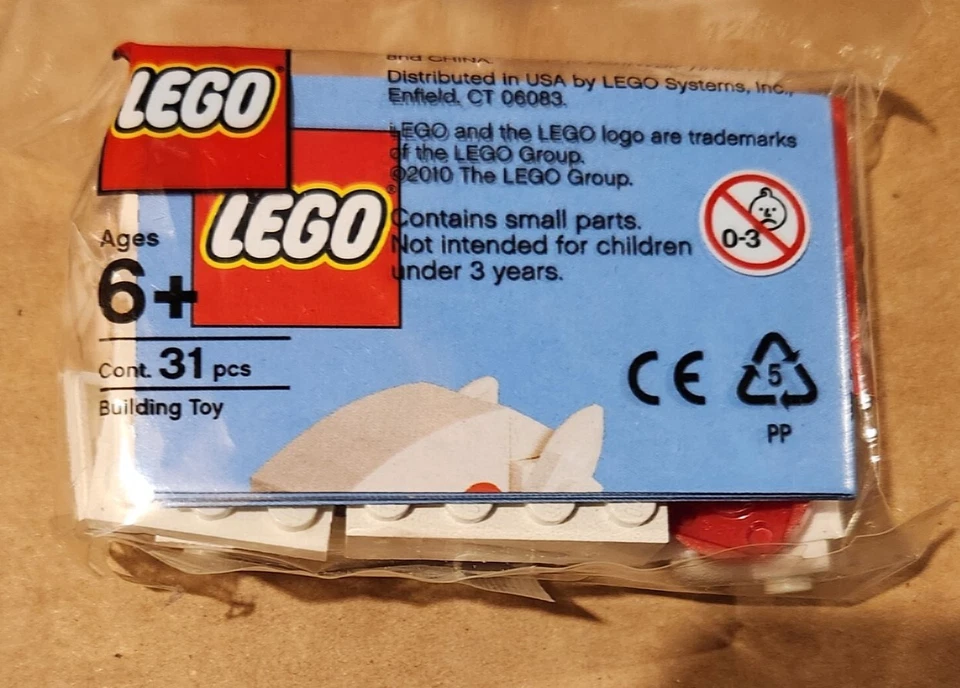 LEGO®
and CHINA.
Distributed in USA by LEGO Systems, Inc.,
Enfield, CT 06083.
LEGO and the LEGO logo are trademarks
of the LEGO Group.
©2010 The LEGO Group.
LEGO®
Contains small parts.
Not intended for children
under 3 years.
0-3
Ages
6+
Cont. 31 pcs
Building Toy
CE
5
PP